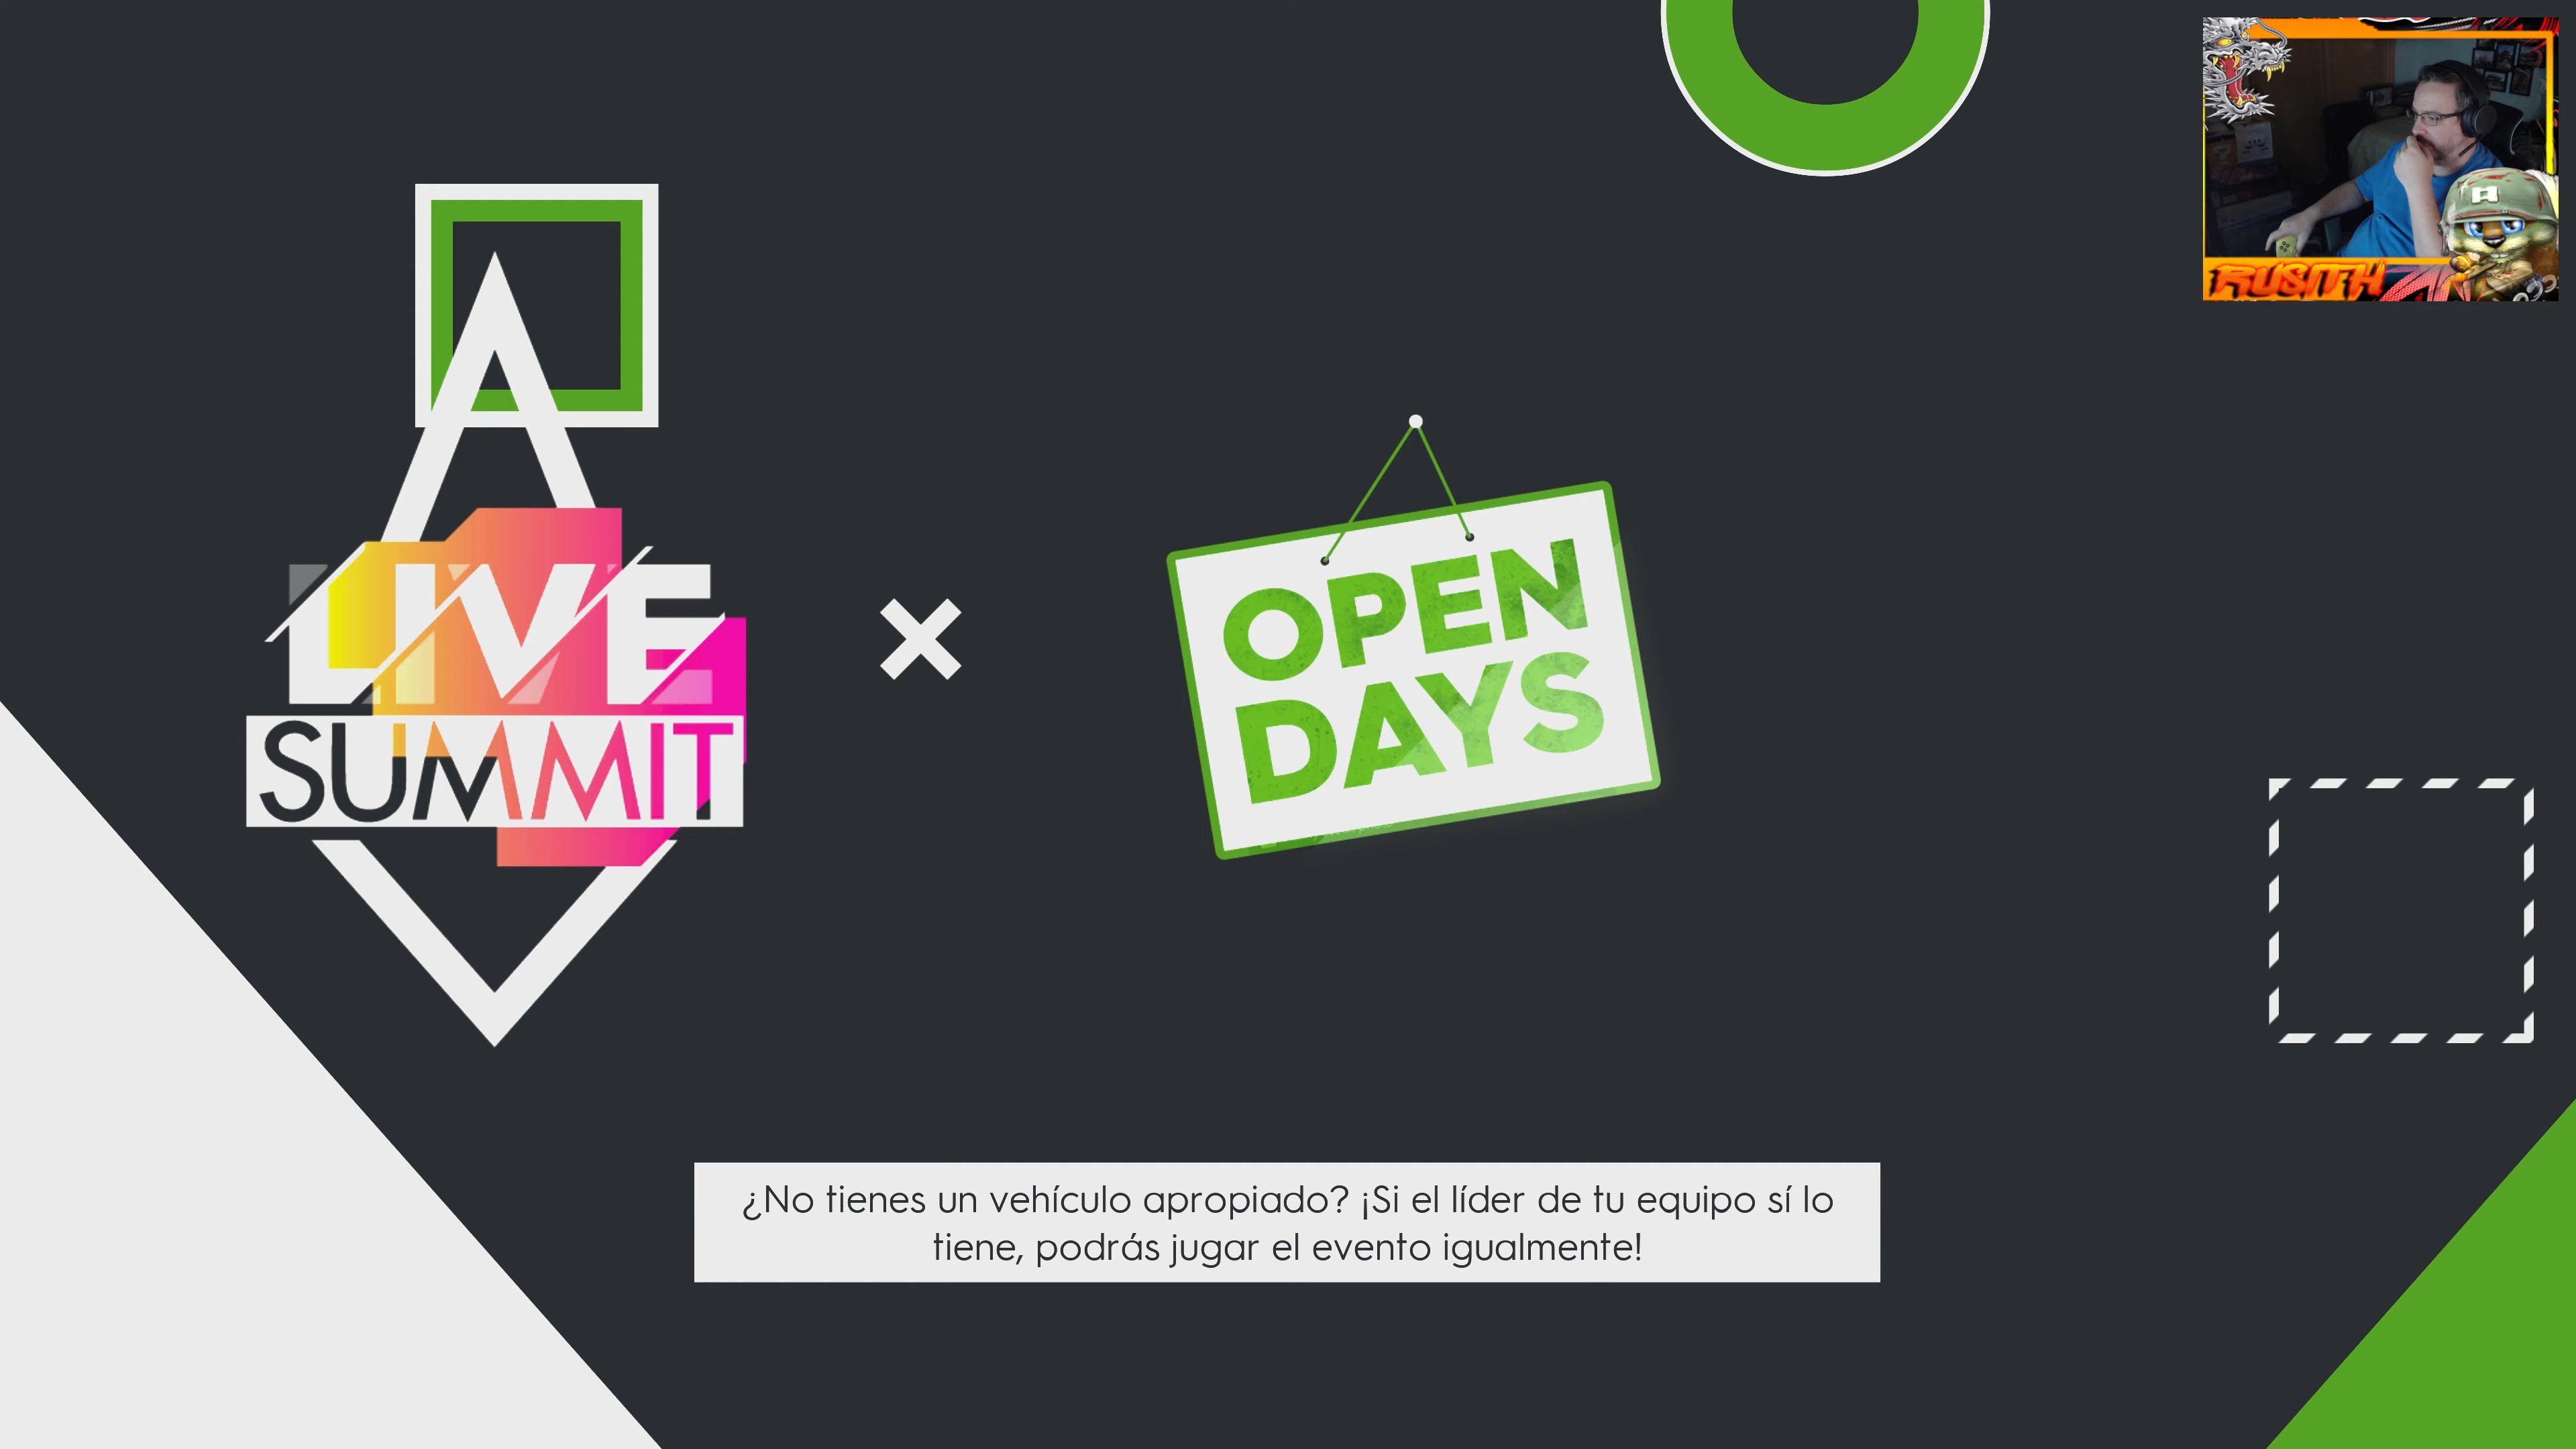 LIVE
SUMMIT
×
OPEN
DAYS
¿No tienes un vehículo apropiado? ¡Si el líder de tu equipo sí lo
tiene, podrás jugar el evento igualmente!
RUSITH